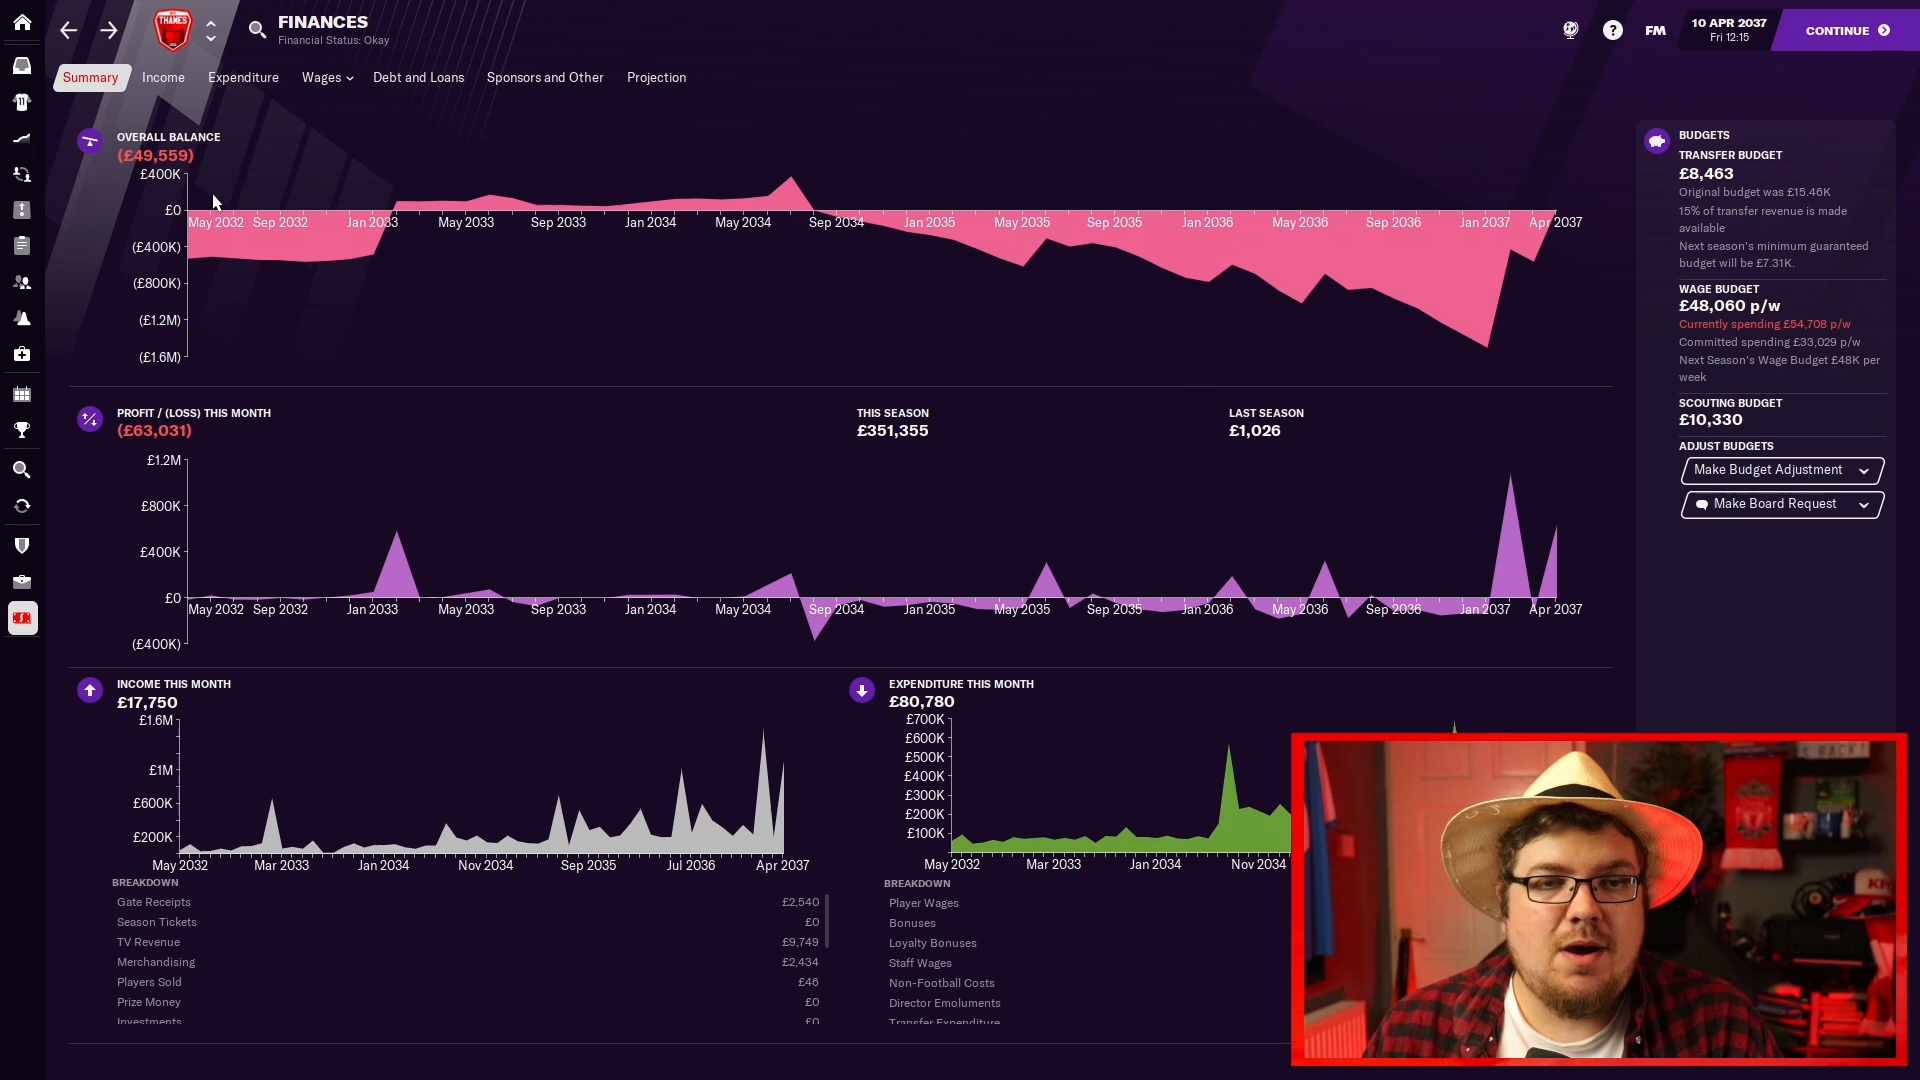 THAMES
FINANCES
Financial Status: Okay
FM
10 APR 2037
Fri 12:15
CONTINUE
Summary
Income
Expenditure
Wages
Debt and Loans
Sponsors and Other
Projection
OVERALL BALANCE
(£49,559)
£400K
£0
(£400K)
(£800K)
(£1.2M)
(£1.6M)
May 2032 Sep 2032 Jan 2033 May 2033 Sep 2033 Jan 2034 May 2034 Sep 2034 Jan 2035 May 2035 Sep 2035 Jan 2036 May 2036 Sep 2036 Jan 2037 Apr 2037
PROFIT / (LOSS) THIS MONTH
(£63,031)
THIS SEASON
£351,355
LAST SEASON
£1,026
£1.2M
£800K
£400K
£0
(£400K)
May 2032 Sep 2032 Jan 2033 May 2033 Sep 2033 Jan 2034 May 2034 Sep 2034 Jan 2035 May 2035 Sep 2035 Jan 2036 May 2036 Sep 2036 Jan 2037 Apr 2037
INCOME THIS MONTH
£17,750
£1.6M
£1M
£600K
£200K
May 2032 Mar 2033 Jan 2034 Nov 2034 Sep 2035 Jul 2036 Apr 2037
BREAKDOWN
Gate Receipts £2,540
Season Tickets £0
TV Revenue £9,749
Merchandising £2,434
Players Sold £46
Prize Money £0
Investments £0
EXPENDITURE THIS MONTH
£80,780
£700K
£600K
£500K
£400K
£300K
£200K
£100K
May 2032 Mar 2033 Jan 2034 Nov 2034
BREAKDOWN
Player Wages
Bonuses
Loyalty Bonuses
Staff Wages
Non-Football Costs
Director Emoluments
Transfer Expenditure
BUDGETS
TRANSFER BUDGET
£8,463
Original budget was £15.46K
15% of transfer revenue is made
available
Next season's minimum guaranteed
budget will be £7.31K.
WAGE BUDGET
£48,060 p/w
Currently spending £54,708 p/w
Committed spending £33,029 p/w
Next Season's Wage Budget £48K per
week
SCOUTING BUDGET
£10,330
ADJUST BUDGETS
Make Budget Adjustment
Make Board Request